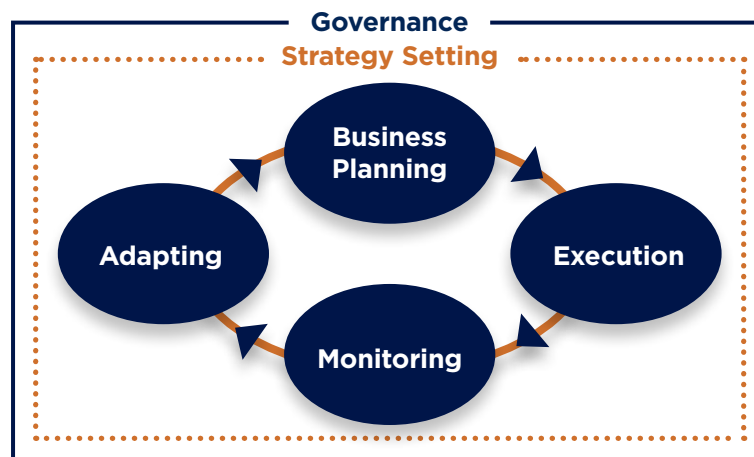 Governance
Strategy Setting
Business
Planning
Adapting
Execution
Monitoring